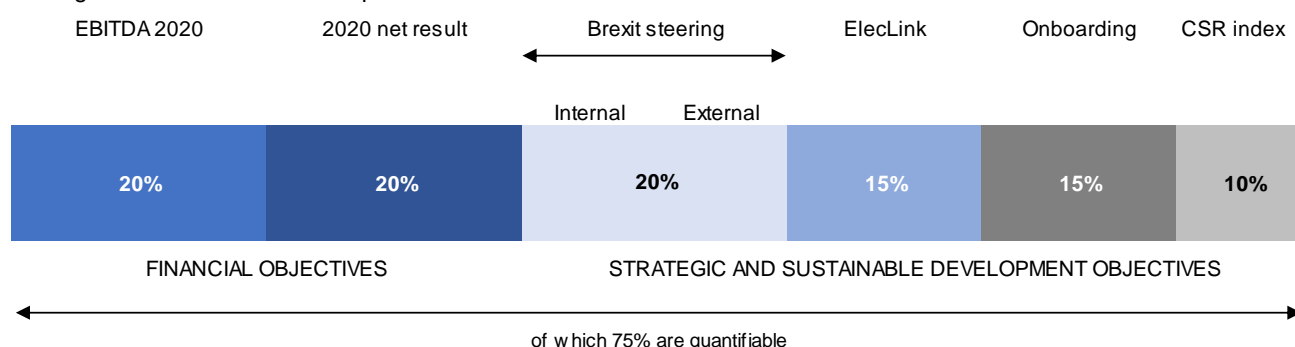 EBITDA 2020 2020 net result Brexit steering ElecLink Onboarding CSR index
Internal External
20% 20% 20% 15% 15% 10%
FINANCIAL OBJECTIVES STRATEGIC AND SUSTAINABLE DEVELOPMENT OBJECTIVES
of which 75% are quantifiable